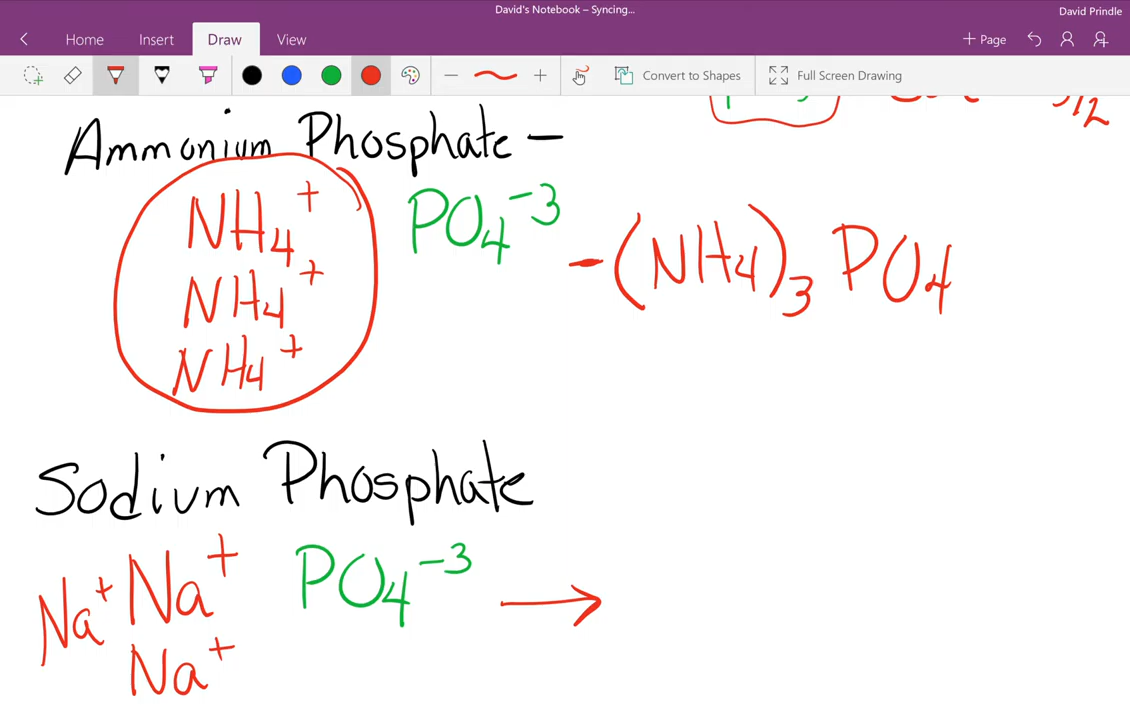 David's Notebook – Syncing...
David Prindle
Home Insert Draw View
+ Page
Convert to Shapes Full Screen Drawing
Ammonium Phosphate -
NH4+ PO4-3
NH4+
NH4+
-(NH4)3 PO4
Sodium Phosphate
Na+ Na+ PO4-3 →
Na+